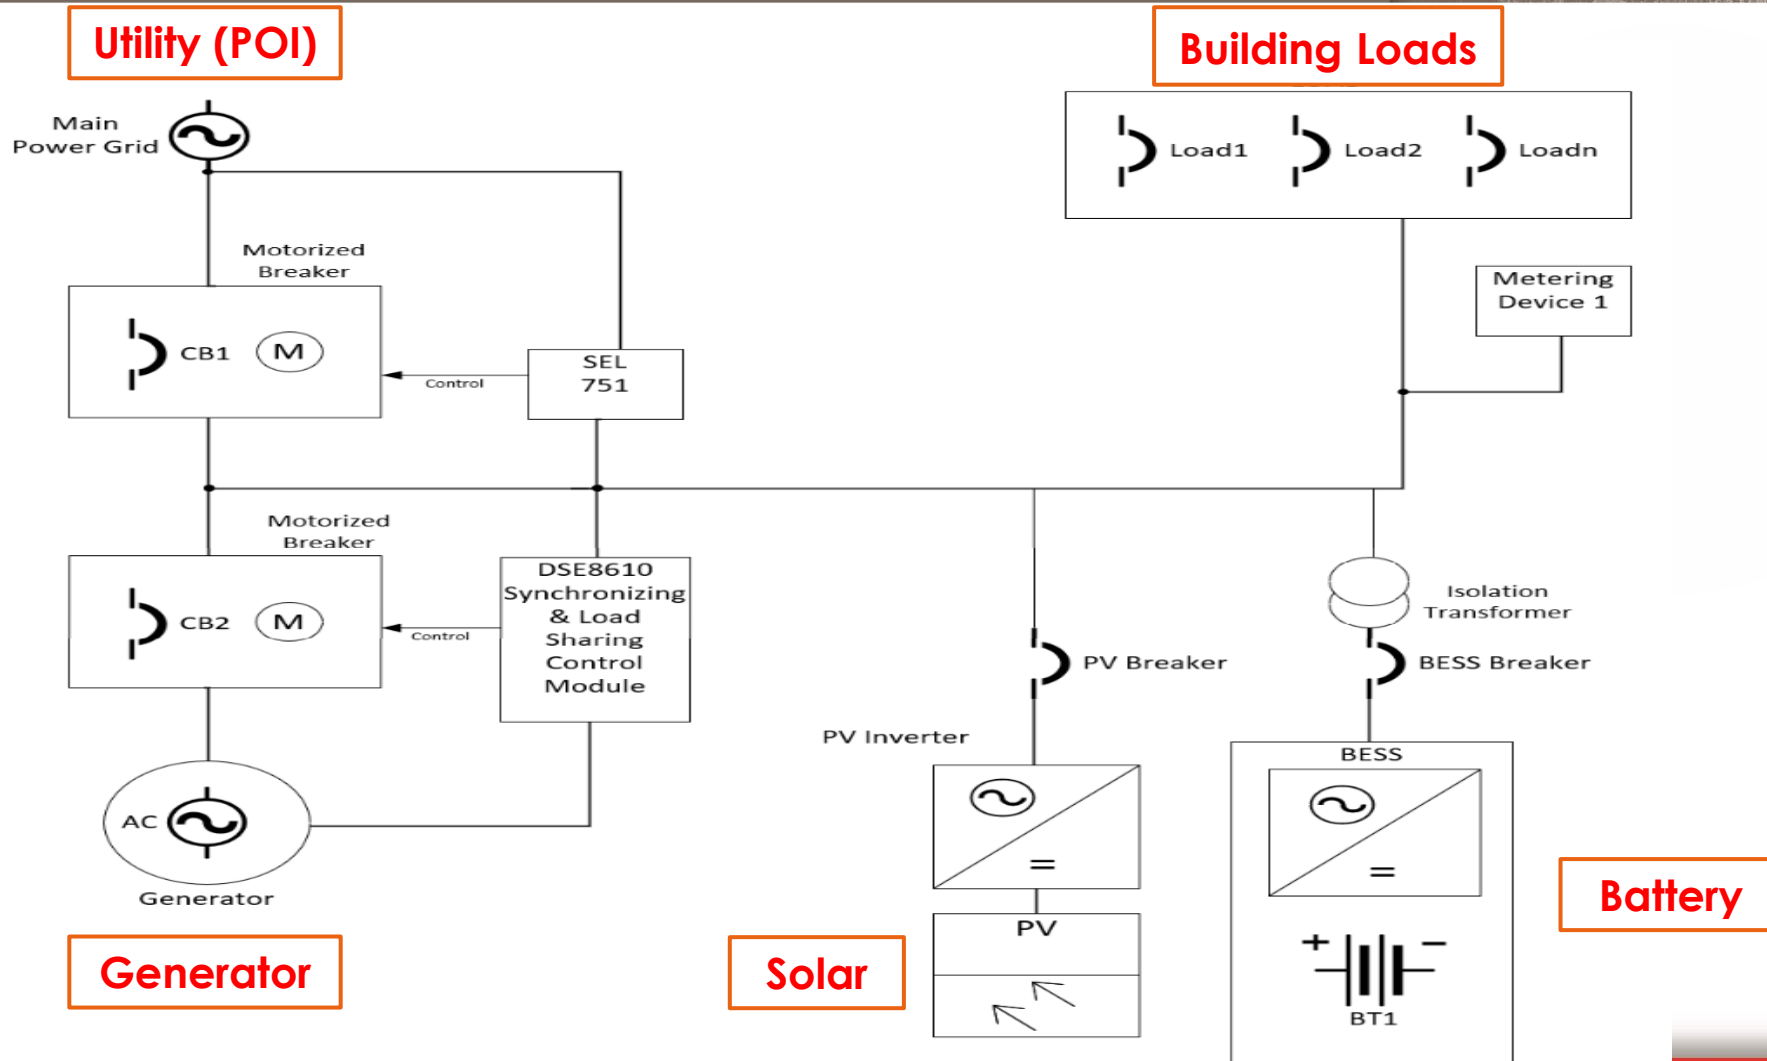 Utility (POI)
Building Loads
Main
Power Grid
Load1
Load2
Loadn
Motorized
Breaker
Metering
Device 1
CB1
M
Control
SEL
751
Motorized
Breaker
CB2
M
Control
DSE8610
Synchronizing
& Load
Sharing
Control
Module
Isolation
Transformer
PV Breaker
BESS Breaker
PV Inverter
BESS
AC
Generator
=
=
Battery
PV
Generator
Solar
+
−
BT1